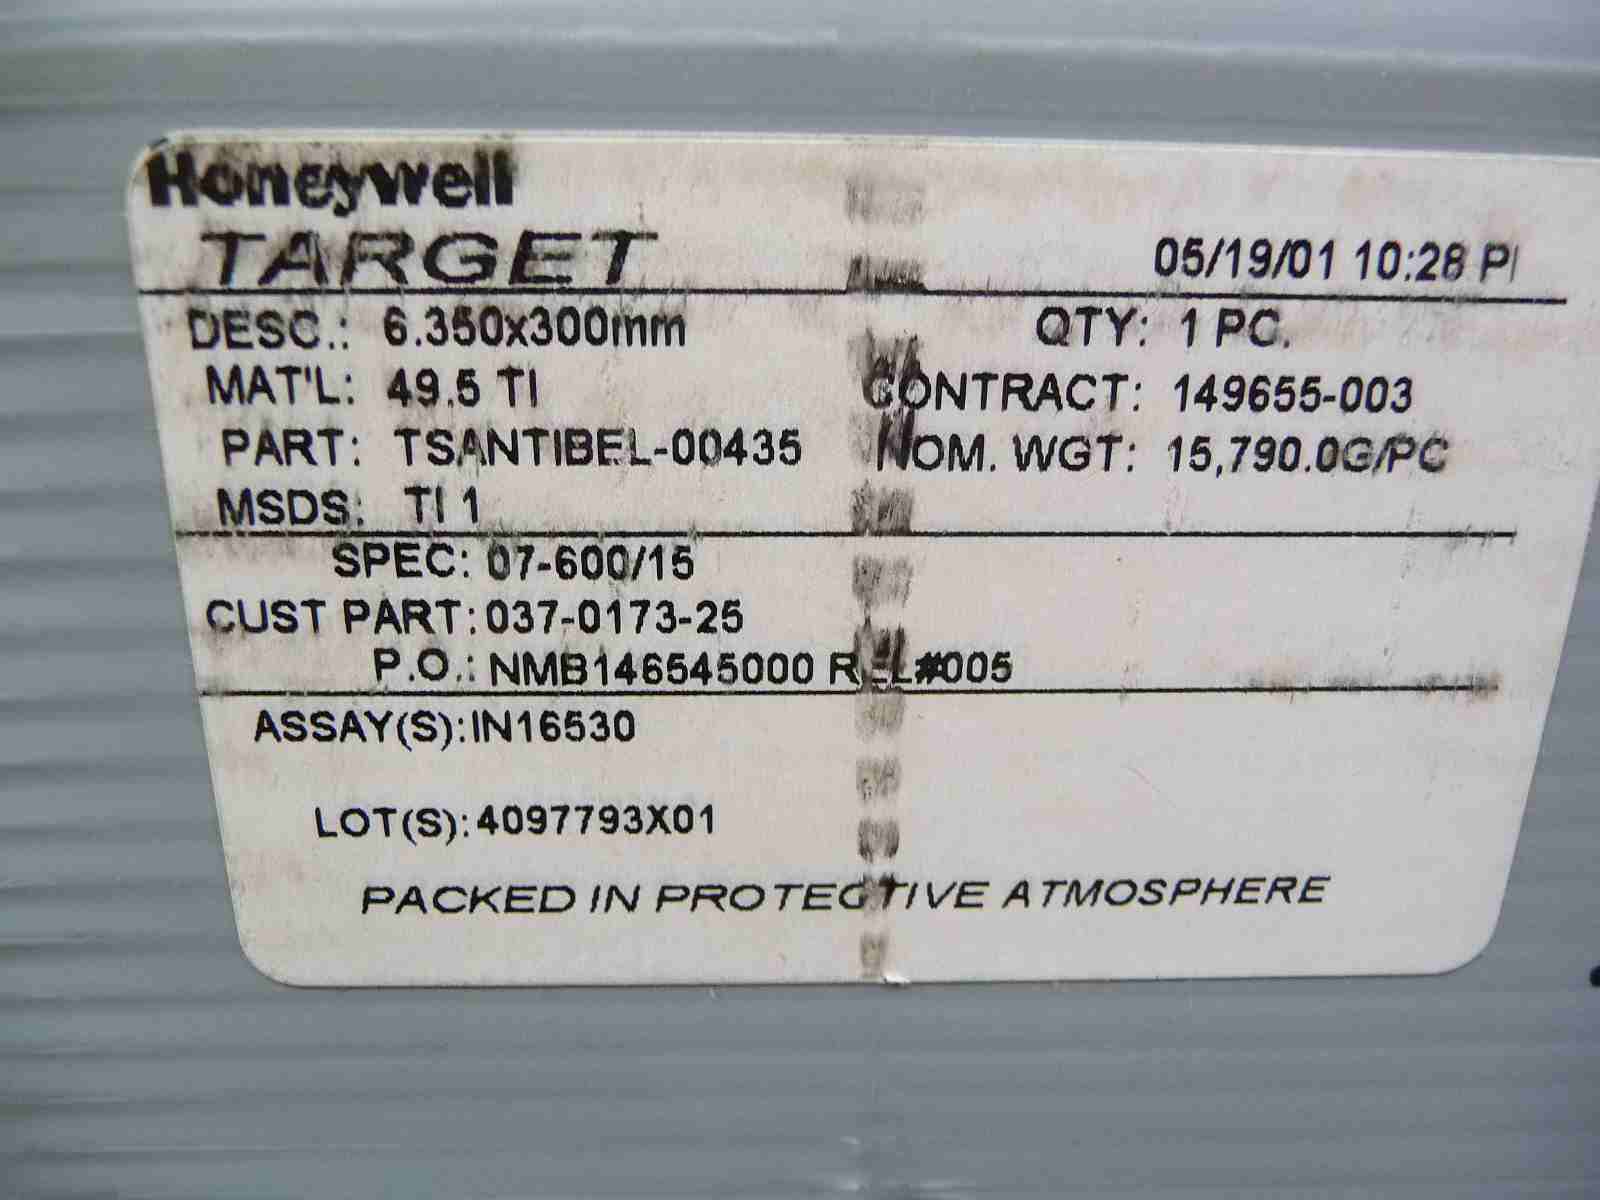 Honeywell
TARGET 05/19/01 10:28
DESC.: 6.350x300mm QTY: 1 PC.
MAT'L: 49.5 TI CONTRACT: 149655-003
PART: TSANTIBEL-00435 NOM. WGT: 15,790.0G/PC
MSDS: TI 1
SPEC: 07-600/15
CUST PART: 037-0173-25
P.O.: NMB146545000 REL#005
ASSAY(S): IN16530
LOT(S): 4097793X01
PACKED IN PROTECTIVE ATMOSPHERE